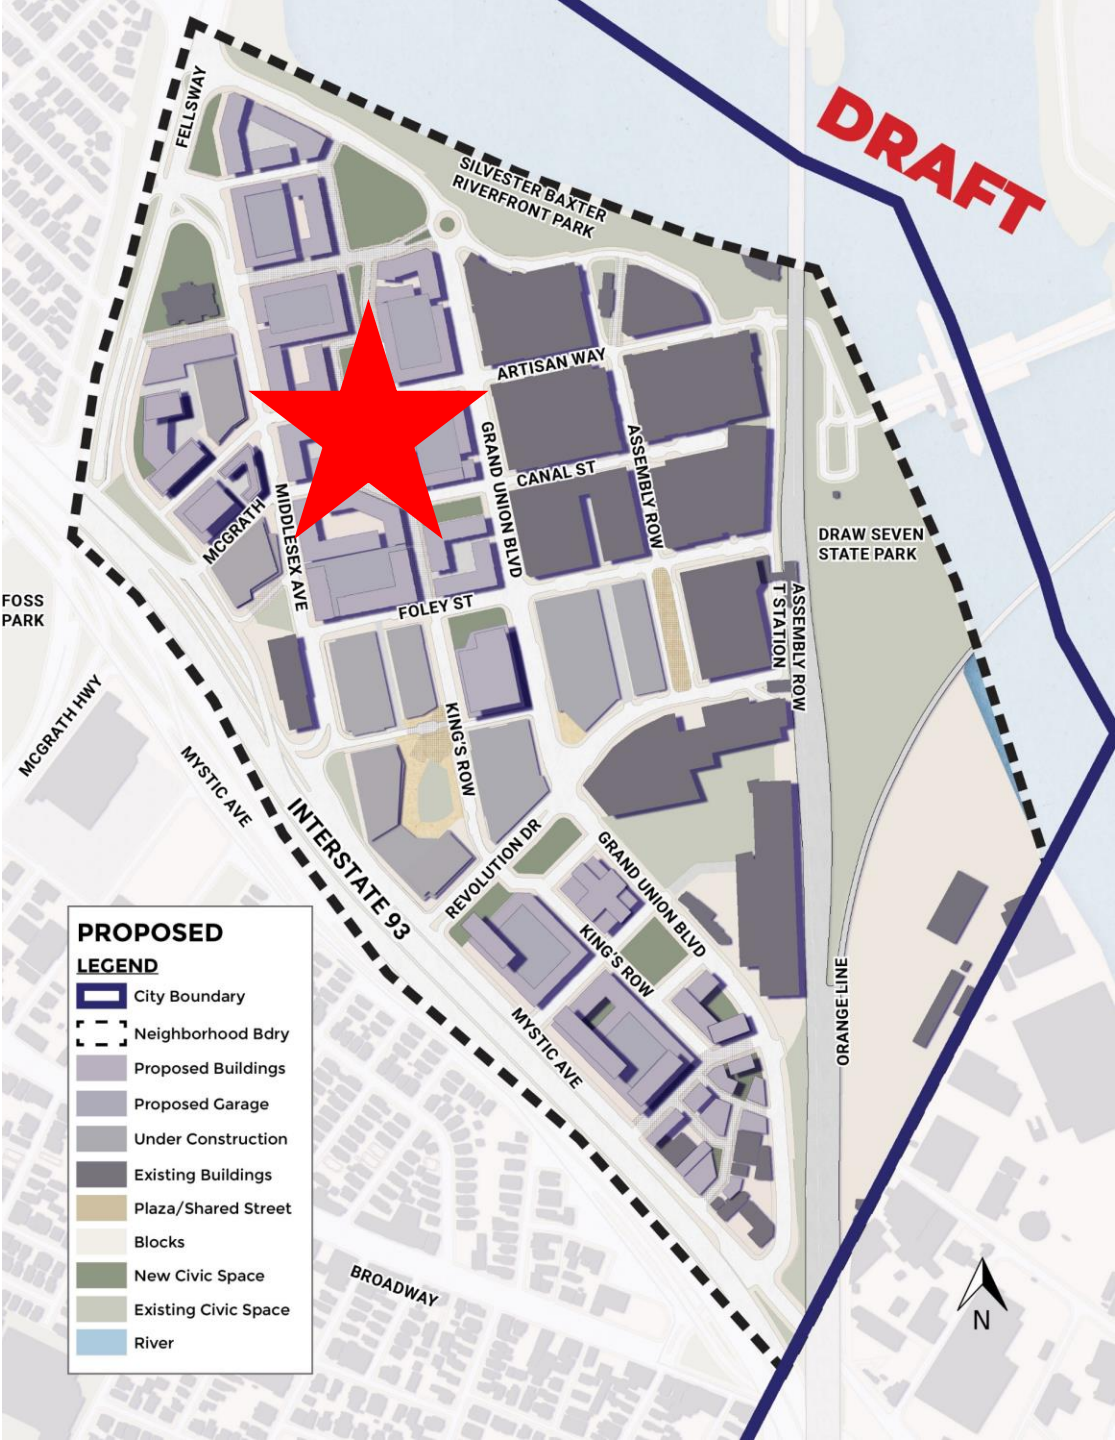 DRAFT
FELLSWAY
SILVESTER BAXTER
RIVERFRONT PARK
ARTISAN WAY
GRAND UNION BLVD
CANAL ST
ASSEMBLY ROW
MCGRATH
MIDDLESEX AVE
DRAW SEVEN
STATE PARK
FOSS
PARK
FOLEY ST
ASSEMBLY ROW
T STATION
MCGRATH HWY
KING'S ROW
MYSTIC AVE
INTERSTATE 93
REVOLUTION DR
GRAND UNION BLVD
KING'S ROW
ORANGE LINE
MYSTIC AVE
BROADWAY
PROPOSED
LEGEND
City Boundary
Neighborhood Bdry
Proposed Buildings
Proposed Garage
Under Construction
Existing Buildings
Plaza/Shared Street
Blocks
New Civic Space
Existing Civic Space
River
N